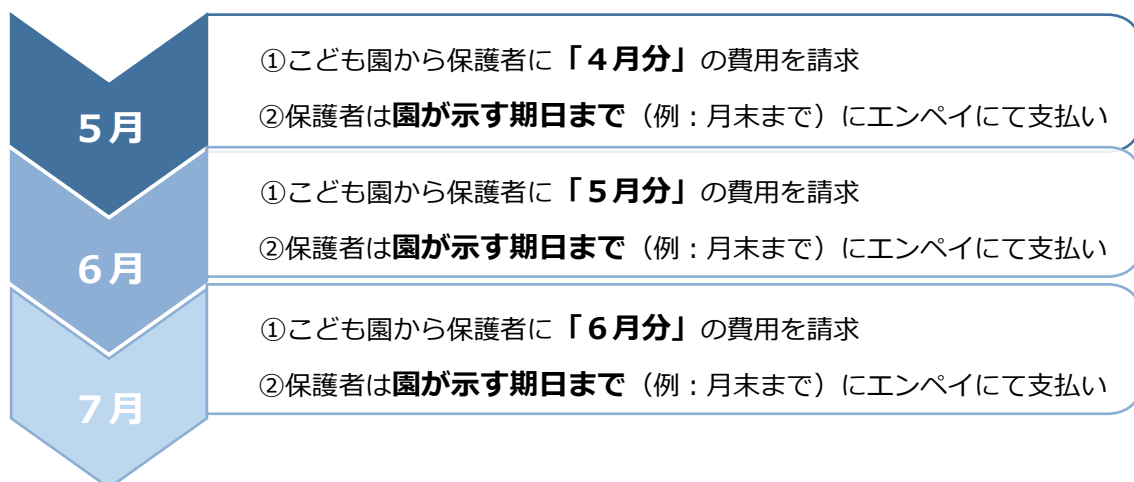 5月
①こども園から保護者に「4月分」の費用を請求
②保護者は園が示す期日まで（例：月末まで）にエンペイにて支払い
6月
①こども園から保護者に「5月分」の費用を請求
②保護者は園が示す期日まで（例：月末まで）にエンペイにて支払い
7月
①こども園から保護者に「6月分」の費用を請求
②保護者は園が示す期日まで（例：月末まで）にエンペイにて支払い